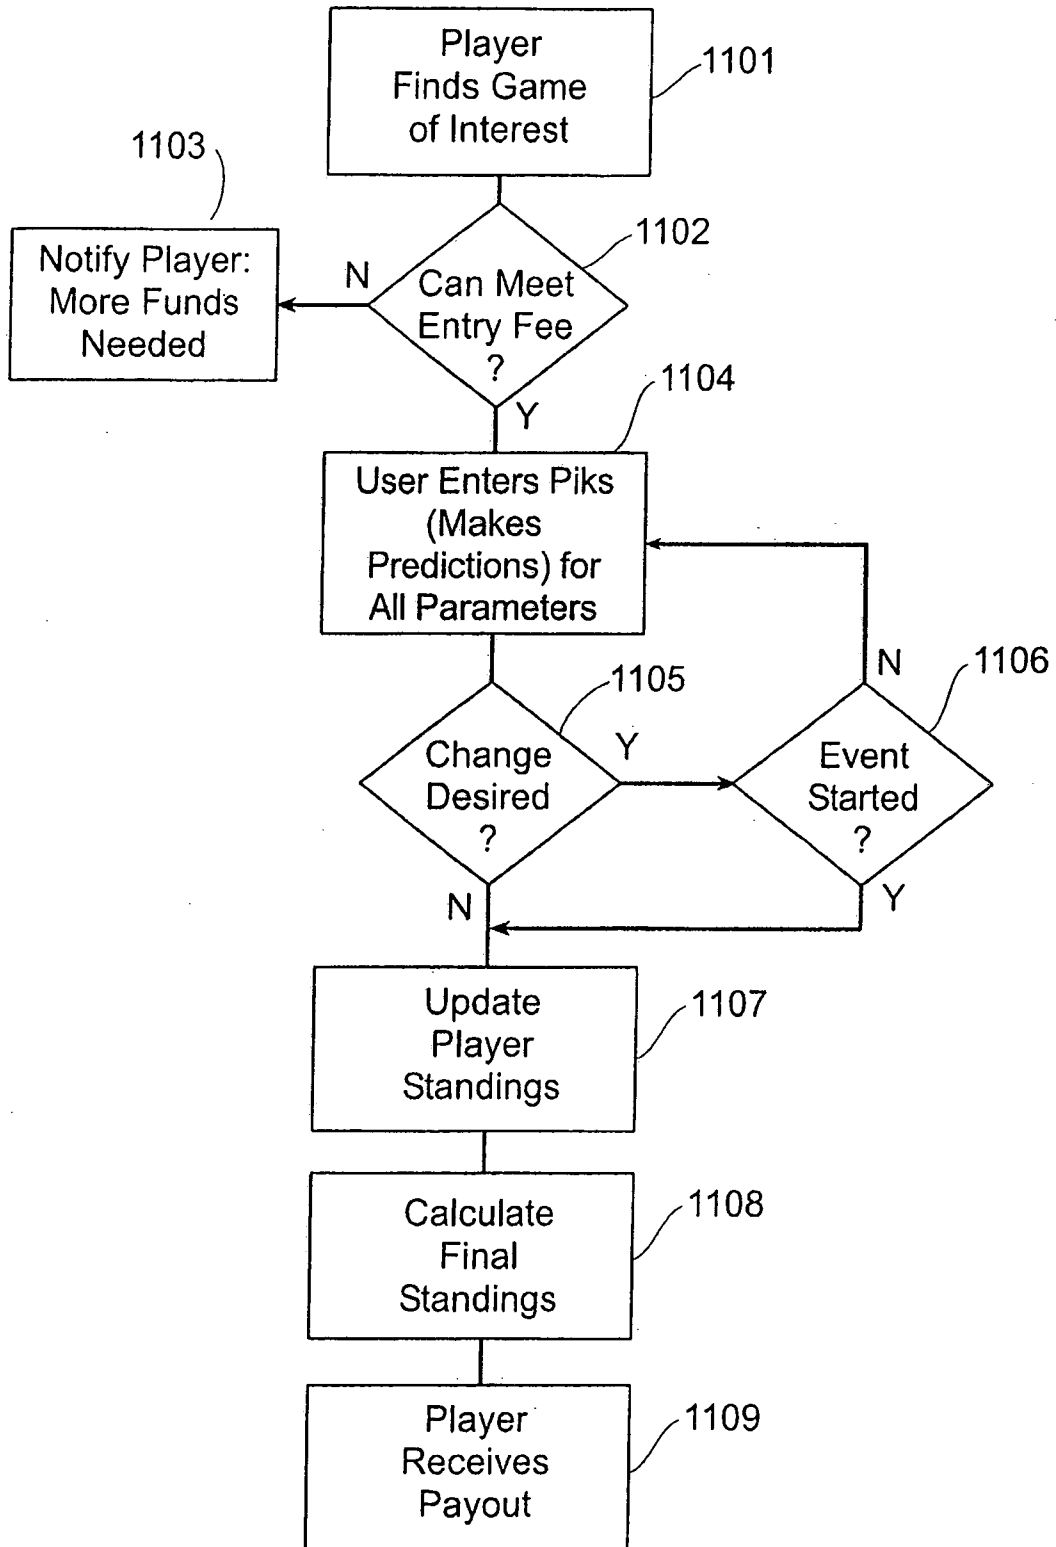 Player
Finds Game
of Interest
1101
1103
Notify Player:
More Funds
Needed
N
1102
Can Meet
Entry Fee
?
Y
1104
User Enters Piks
(Makes
Predictions) for
All Parameters
1105
Change
Desired
?
Y
N
N
1106
Event
Started
?
Y
Update
Player
Standings
1107
Calculate
Final
Standings
1108
Player
Receives
Payout
1109